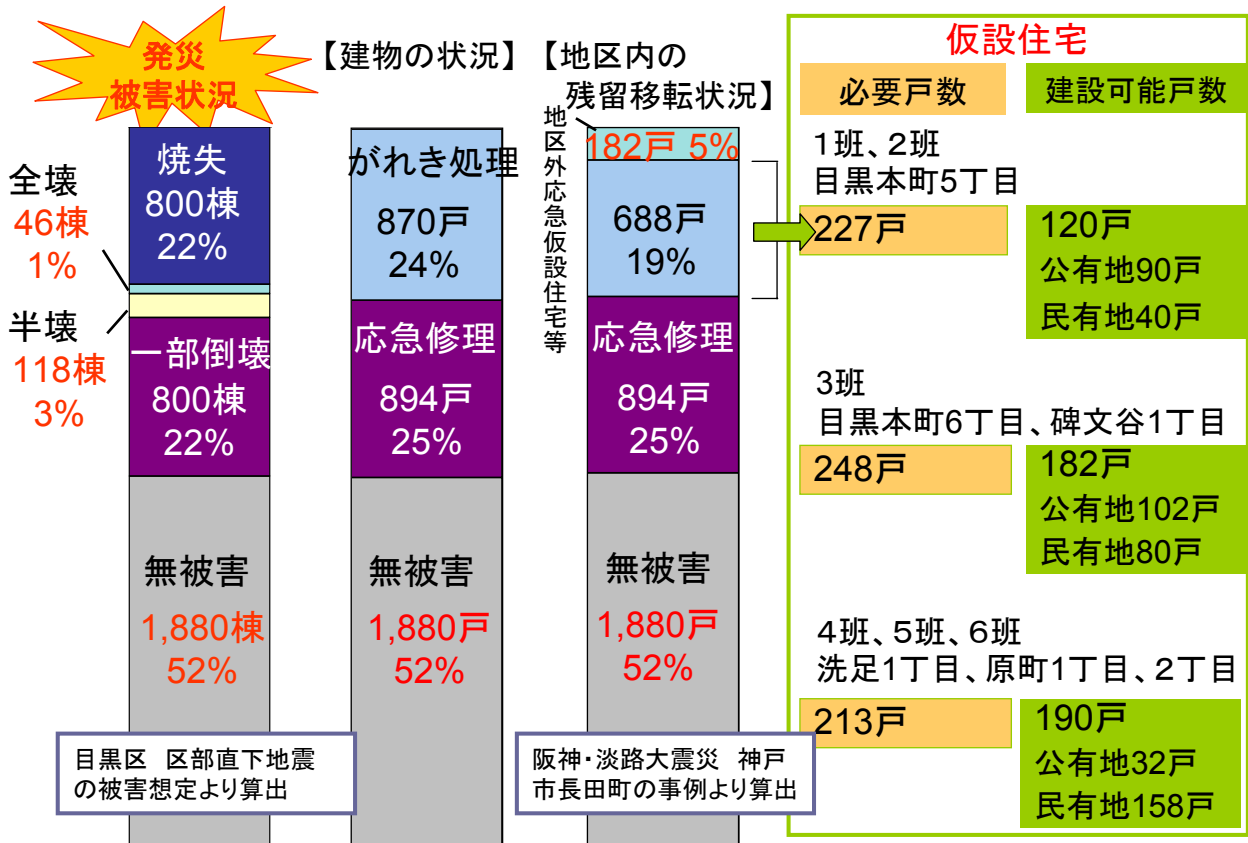 発災
被害状況
【建物の状況】
【地区内の
残留移転状況】
全壊
46棟
1%
半壊
118棟
3%
焼失
800棟
22%
一部倒壊
800棟
22%
無被害
1,880棟
52%
目黒区 区部直下地震
の被害想定より算出
がれき処理
870戸
24%
応急修理
894戸
25%
無被害
1,880戸
52%
地区外応急仮設住宅等
182戸 5%
688戸
19%
応急修理
894戸
25%
無被害
1,880戸
52%
阪神・淡路大震災 神戸
市長田町の事例より算出
仮設住宅
必要戸数
建設可能戸数
1班、2班
目黒本町5丁目
227戸
120戸
公有地90戸
民有地40戸
3班
目黒本町6丁目、碑文谷1丁目
248戸
182戸
公有地102戸
民有地80戸
4班、5班、6班
洗足1丁目、原町1丁目、2丁目
213戸
190戸
公有地32戸
民有地158戸